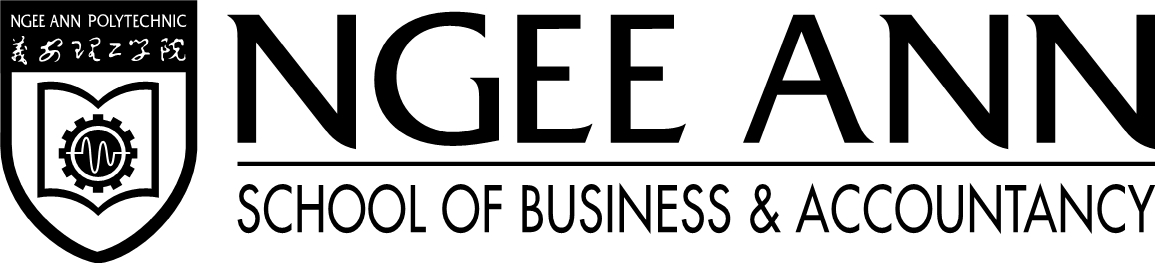 NGEE ANN POLYTECHNIC
義安理工学院
NGEE ANN
SCHOOL OF BUSINESS & ACCOUNTANCY